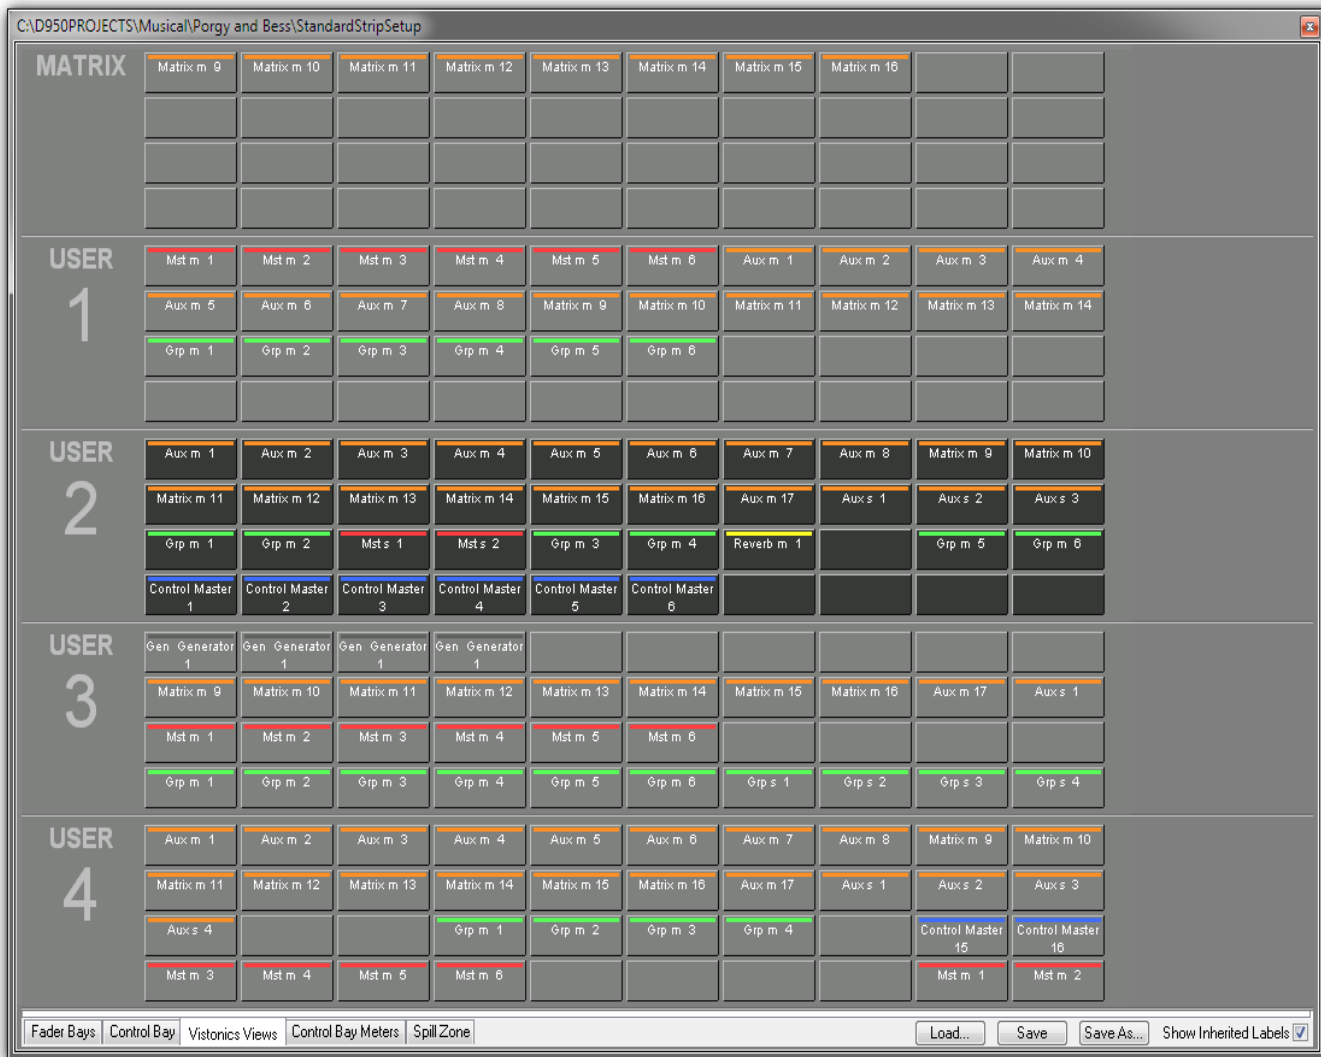 C:\D950PROJECTS\Musical\Porgy and Bess\StandardStripSetup
MATRIX
Matrix m 9 Matrix m 10 Matrix m 11 Matrix m 12 Matrix m 13 Matrix m 14 Matrix m 15 Matrix m 16
USER
1
Mst m 1 Mst m 2 Mst m 3 Mst m 4 Mst m 5 Mst m 6 Aux m 1 Aux m 2 Aux m 3 Aux m 4
Aux m 5 Aux m 6 Aux m 7 Aux m 8 Matrix m 9 Matrix m 10 Matrix m 11 Matrix m 12 Matrix m 13 Matrix m 14
Grp m 1 Grp m 2 Grp m 3 Grp m 4 Grp m 5 Grp m 6
USER
2
Aux m 1 Aux m 2 Aux m 3 Aux m 4 Aux m 5 Aux m 6 Aux m 7 Aux m 8 Matrix m 9 Matrix m 10
Matrix m 11 Matrix m 12 Matrix m 13 Matrix m 14 Matrix m 15 Matrix m 16 Aux m 17 Aux s 1 Aux s 2 Aux s 3
Grp m 1 Grp m 2 Mst s 1 Mst s 2 Grp m 3 Grp m 4 Reverb m 1 Grp m 5 Grp m 6
Control Master Control Master Control Master Control Master Control Master Control Master
1 2 3 4 5 6
USER
3
Gen Generator Gen Generator Gen Generator Gen Generator
1 1 1 1
Matrix m 9 Matrix m 10 Matrix m 11 Matrix m 12 Matrix m 13 Matrix m 14 Matrix m 15 Matrix m 16 Aux m 17 Aux s 1
Mst m 1 Mst m 2 Mst m 3 Mst m 4 Mst m 5 Mst m 6
Grp m 1 Grp m 2 Grp m 3 Grp m 4 Grp m 5 Grp m 6 Grp s 1 Grp s 2 Grp s 3 Grp s 4
USER
4
Aux m 1 Aux m 2 Aux m 3 Aux m 4 Aux m 5 Aux m 6 Aux m 7 Aux m 8 Matrix m 9 Matrix m 10
Matrix m 11 Matrix m 12 Matrix m 13 Matrix m 14 Matrix m 15 Matrix m 16 Aux m 17 Aux s 1 Aux s 2 Aux s 3
Aux s 4 Grp m 1 Grp m 2 Grp m 3 Grp m 4 Control Master Control Master
15 16
Mst m 3 Mst m 4 Mst m 5 Mst m 6 Mst m 1 Mst m 2
Fader Bays Control Bay Vistonics Views Control Bay Meters Spill Zone Load... Save Save As... Show Inherited Labels